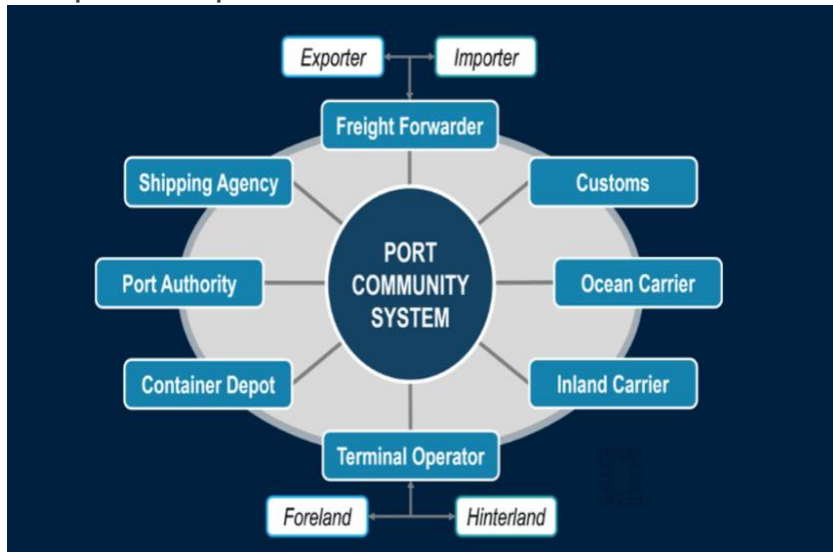 Exporter
Importer
Freight Forwarder
Shipping Agency
Customs
PORT
COMMUNITY
SYSTEM
Port Authority
Ocean Carrier
Container Depot
Inland Carrier
Terminal Operator
Foreland
Hinterland